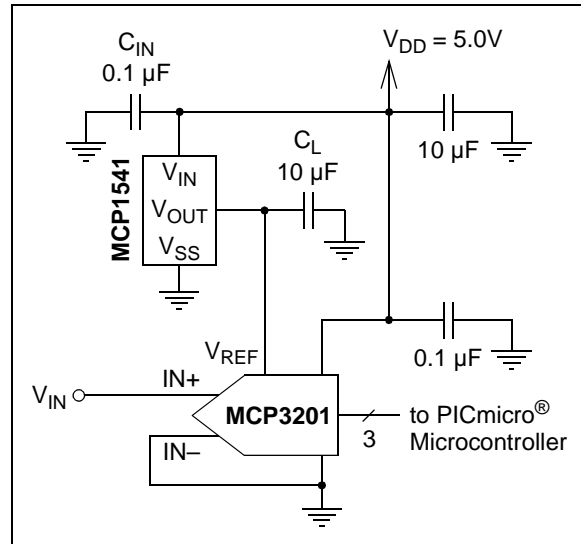 C_IN
0.1 µF
V_DD = 5.0V
10 µF
C_L
10 µF
MCP1541
V_IN
V_OUT
V_SS
0.1 µF
V_REF
IN+
V_IN
MCP3201
3
to PICmicro®
Microcontroller
IN–